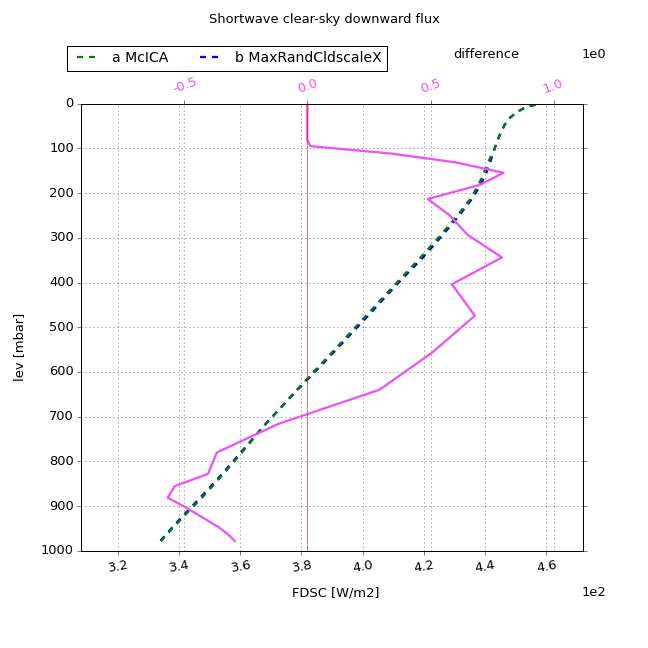 Shortwave clear-sky downward flux
a McICA b MaxRandCldscaleX difference 1e0
-0.5 0.0 0.5 1.0
0
100
200
300
400
500
600
700
800
900
1000
lev [mbar]
3.2 3.4 3.6 3.8 4.0 4.2 4.4 4.6
FDSC [W/m2] 1e2